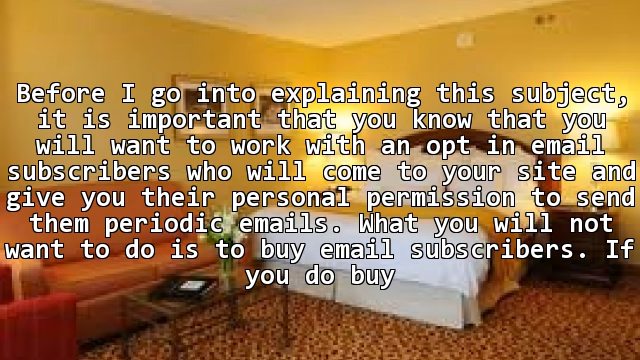 Before I go into explaining this subject,
it is important that you know that you
will want to work with an opt in email
subscribers who will come to your site and
give you their personal permission to send
them periodic emails. What you will not
want to do is to buy email subscribers. If
you do buy